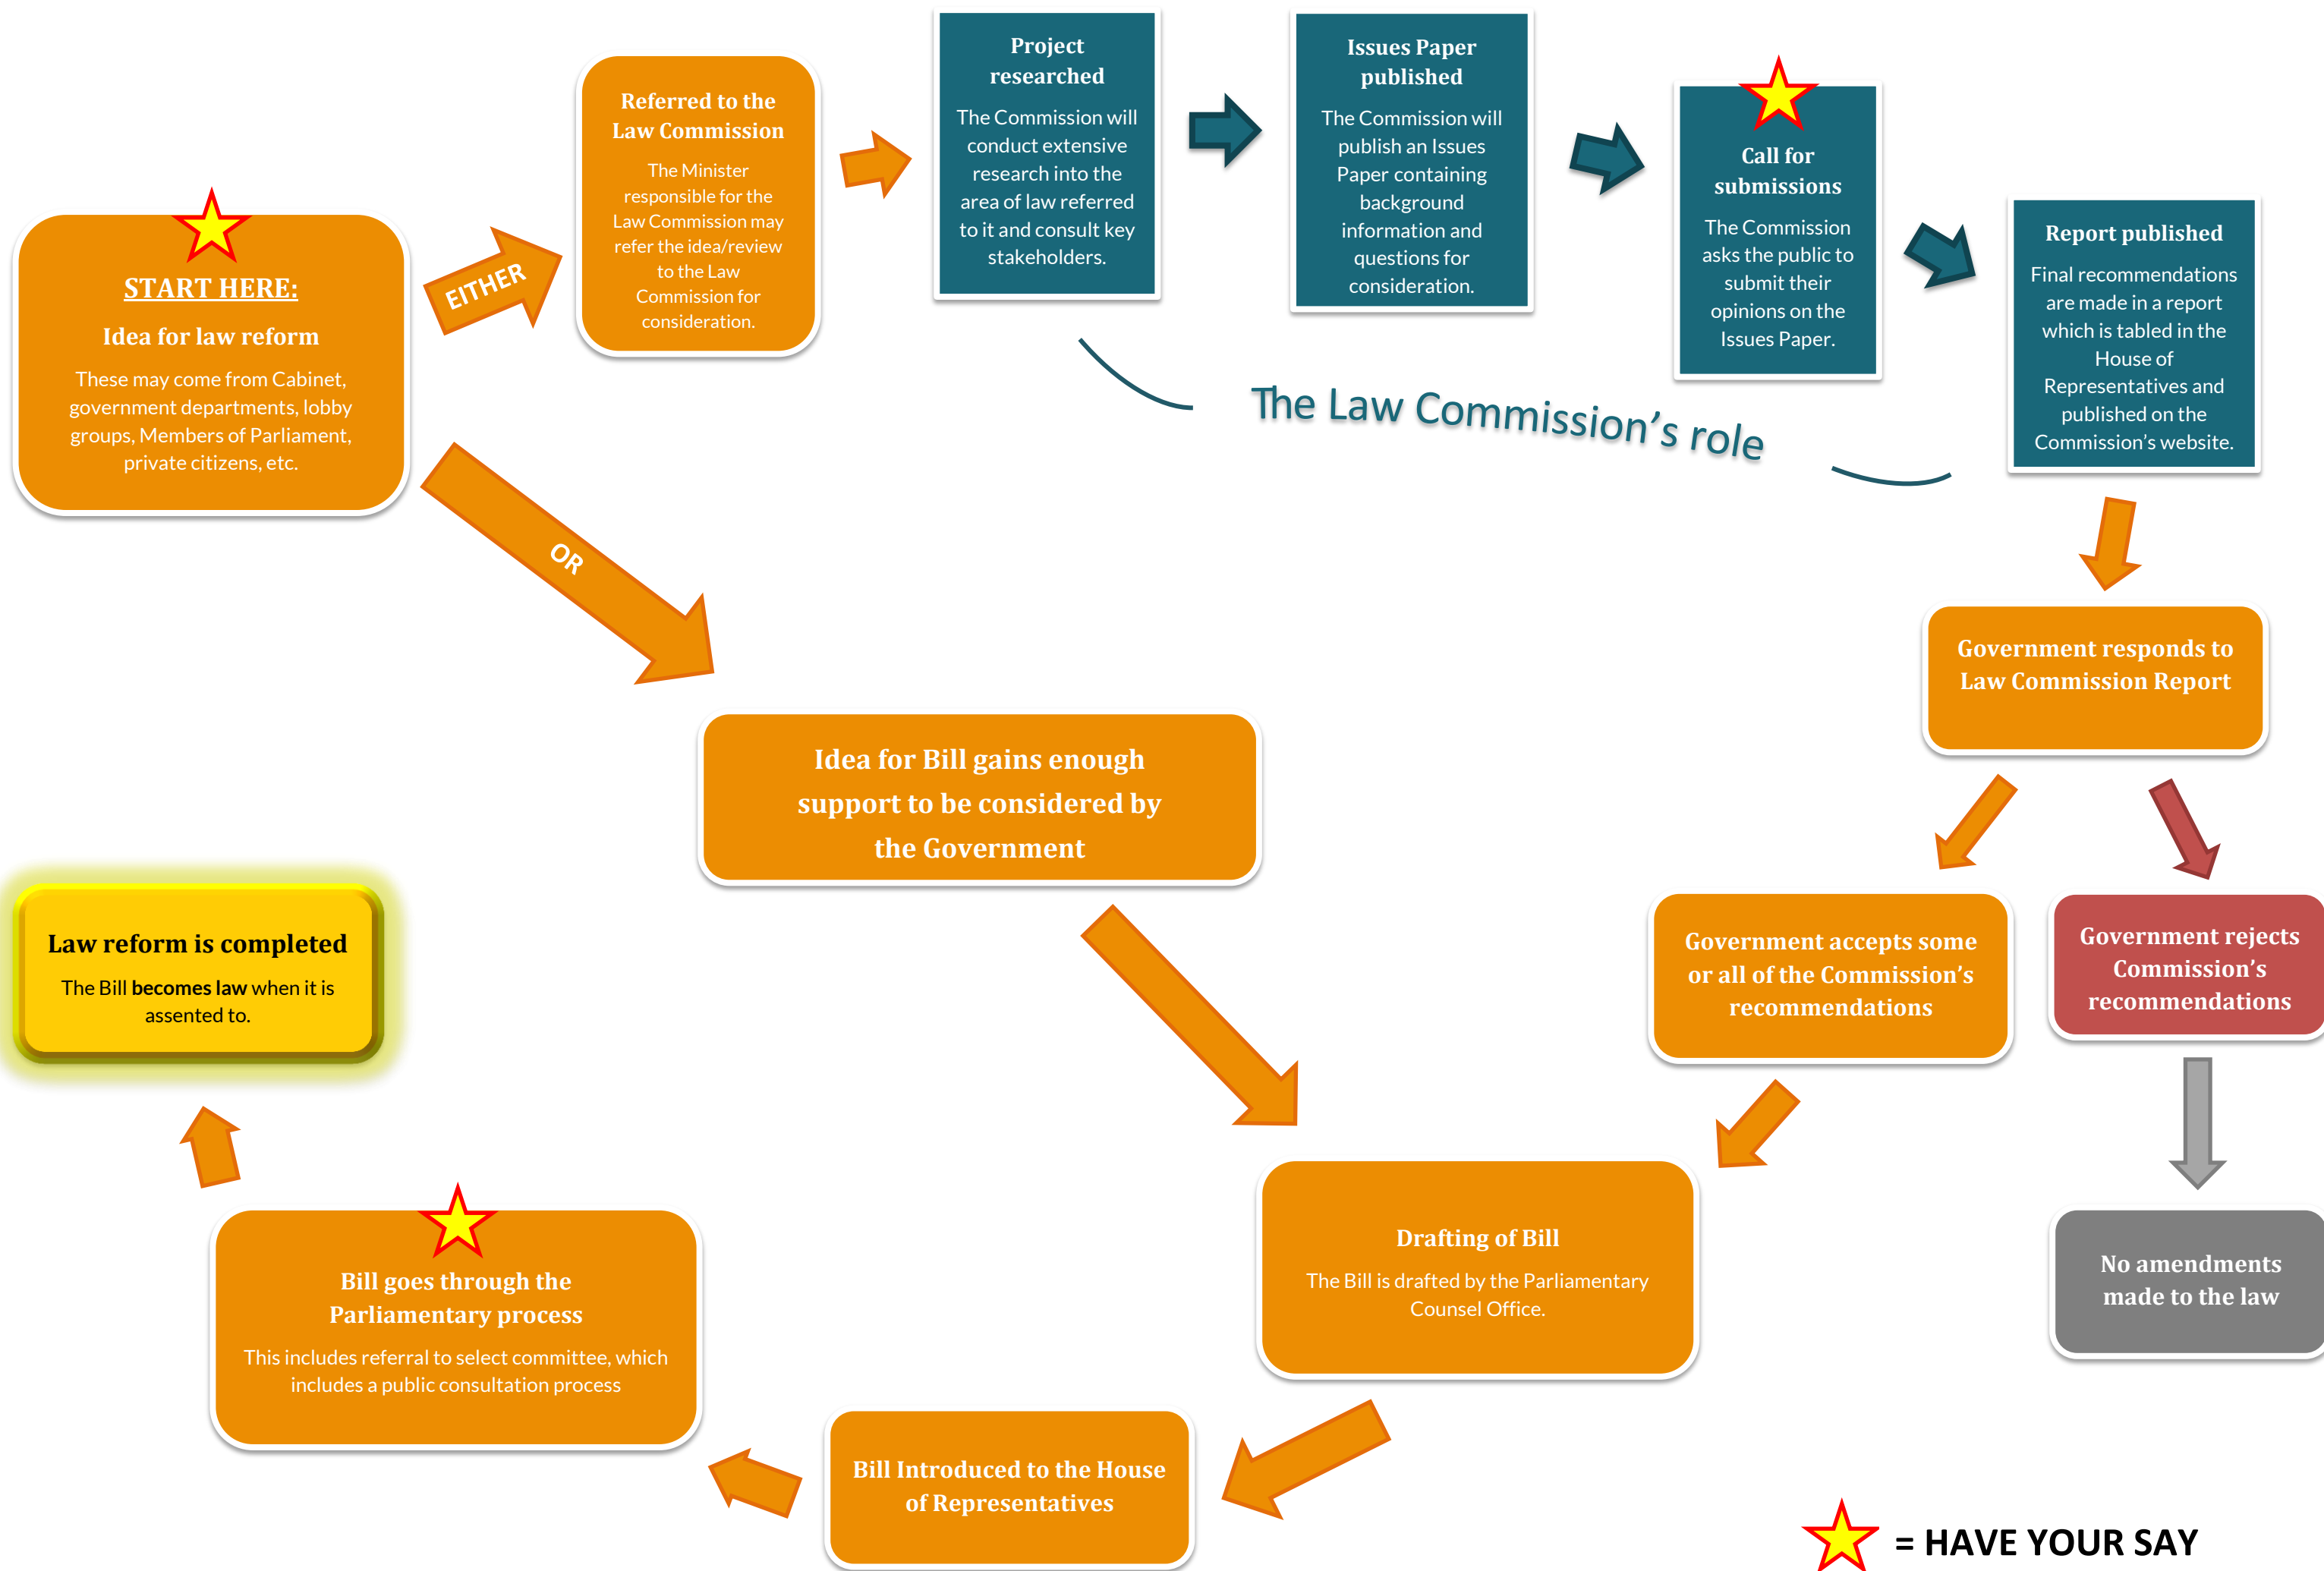 START HERE:
Idea for law reform
These may come from Cabinet,
government departments, lobby
groups, Members of Parliament,
private citizens, etc.
EITHER
Referred to the
Law Commission
The Minister
responsible for the
Law Commission may
refer the idea/review
to the Law
Commission for
consideration.
Project
researched
The Commission will
conduct extensive
research into the
area of law referred
to it and consult key
stakeholders.
Issues Paper
published
The Commission will
publish an Issues
Paper containing
background
information and
questions for
consideration.
Call for
submissions
The Commission
asks the public to
submit their
opinions on the
Issues Paper.
Report published
Final recommendations
are made in a report
which is tabled in the
House of
Representatives and
published on the
Commission's website.
The Law Commission's role
OR
Government responds to
Law Commission Report
Idea for Bill gains enough
support to be considered by
the Government
Government accepts some
or all of the Commission's
recommendations
Government rejects
Commission's
recommendations
No amendments
made to the law
Drafting of Bill
The Bill is drafted by the Parliamentary
Counsel Office.
Bill Introduced to the House
of Representatives
Bill goes through the
Parliamentary process
This includes referral to select committee, which
includes a public consultation process
Law reform is completed
The Bill becomes law when it is
assented to.
= HAVE YOUR SAY